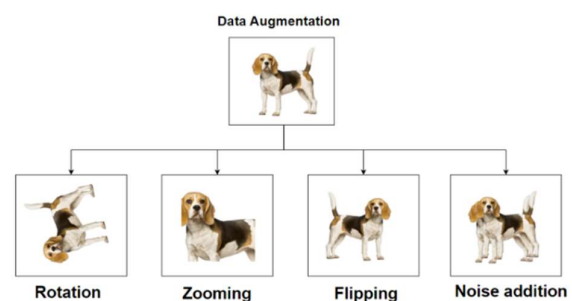 Data Augmentation
Rotation
Zooming
Flipping
Noise addition